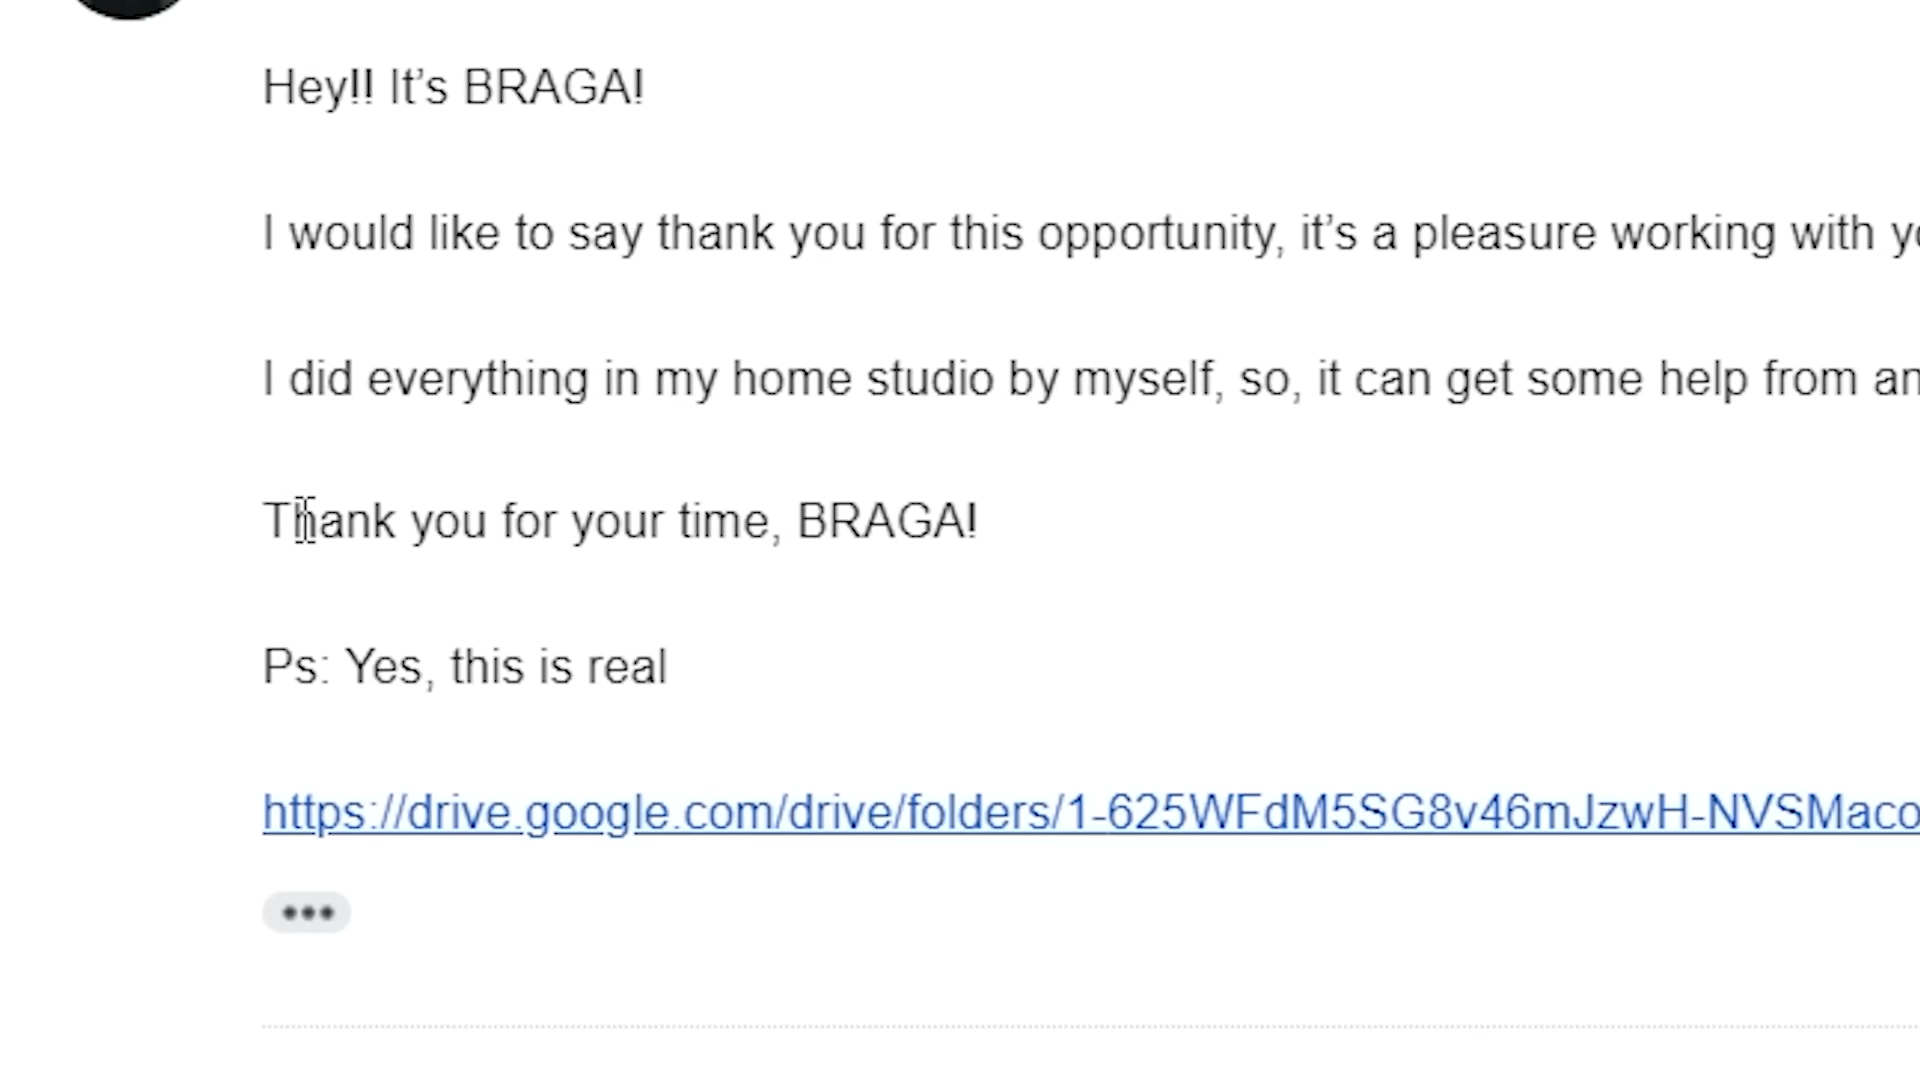 Hey!! It’s BRAGA!
I would like to say thank you for this opportunity, it’s a pleasure working with
I did everything in my home studio by myself, so, it can get some help from
Thank you for your time, BRAGA!
Ps: Yes, this is real
https://drive.google.com/drive/folders/1-625WFdM5SG8v46mJzwH-NVSMaco